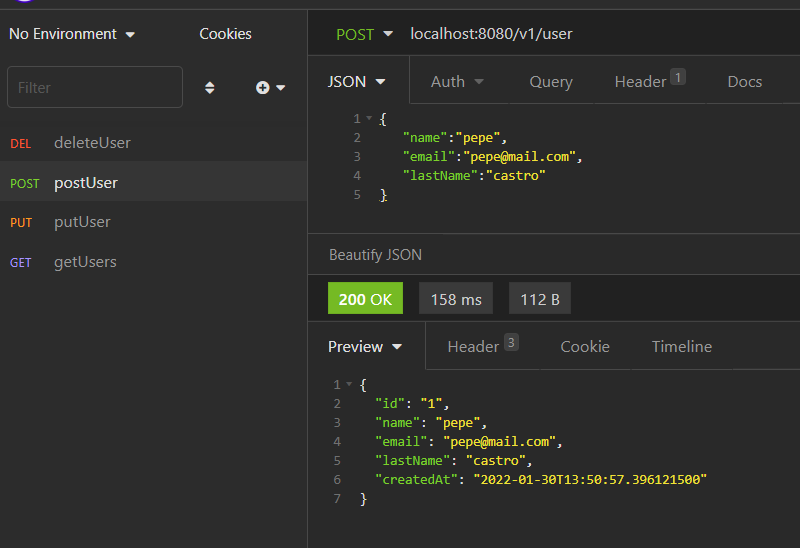 No Environment
Cookies
Filter
DEL deleteUser
POST postUser
PUT putUser
GET getUsers
POST localhost:8080/v1/user
JSON Auth Query Header 1 Docs
1 {
2 "name":"pepe",
3 "email":"pepe@mail.com",
4 "lastName":"castro"
5 }
Beautify JSON
200 OK 158 ms 112 B
Preview Header 3 Cookie Timeline
1 {
2 "id": "1",
3 "name": "pepe",
4 "email": "pepe@mail.com",
5 "lastName": "castro",
6 "createdAt": "2022-01-30T13:50:57.396121500"
7 }